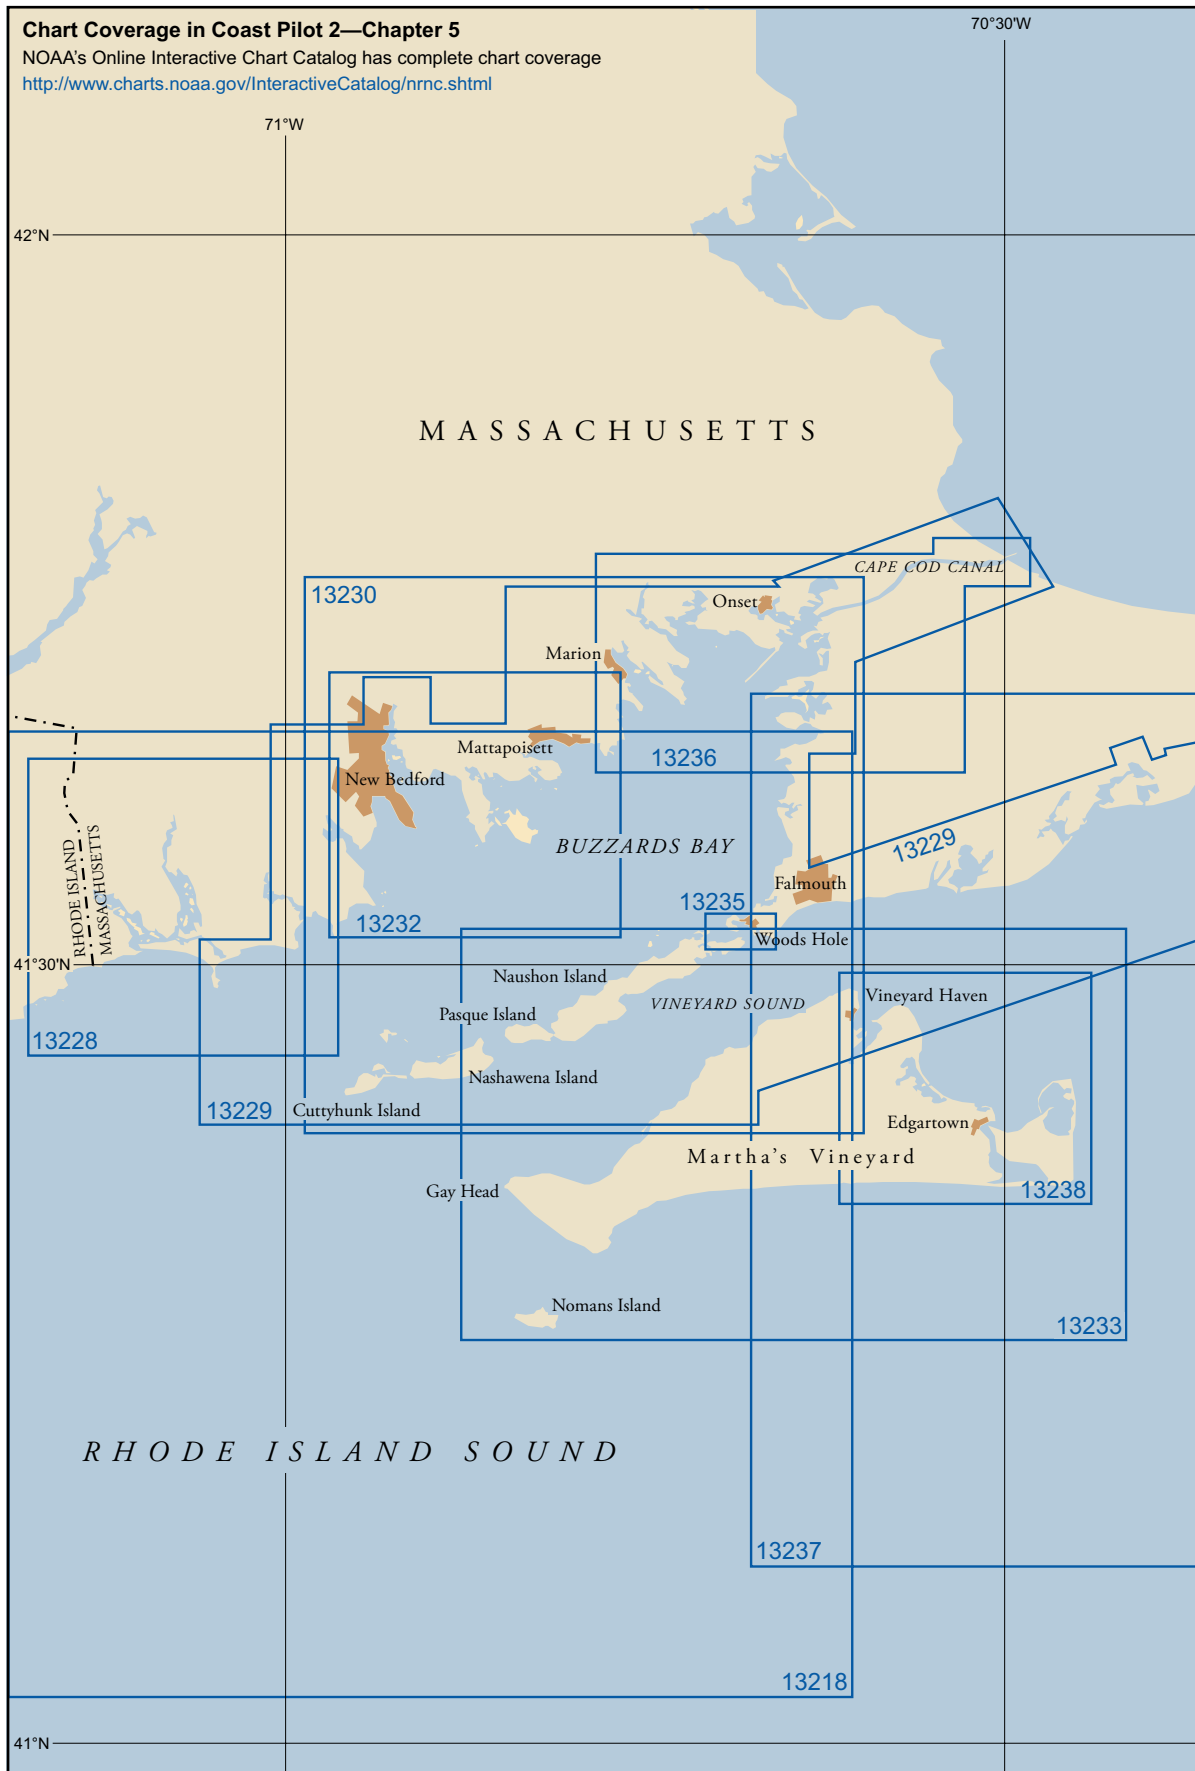 Chart Coverage in Coast Pilot 2—Chapter 5
NOAA's Online Interactive Chart Catalog has complete chart coverage
http://www.charts.noaa.gov/InteractiveCatalog/nrnc.shtml
70°30'W
71°W
42°N
MASSACHUSETTS
CAPE COD CANAL
13230
Onset
Marion
Mattapoisett
13236
New Bedford
BUZZARDS BAY
13229
RHODE ISLAND
MASSACHUSETTS
Falmouth
13235
13232
Woods Hole
41°30'N
Naushon Island
VINEYARD SOUND
Vineyard Haven
Pasque Island
13228
Nashawena Island
13229
Cuttyhunk Island
Edgartown
Martha's Vineyard
Gay Head
13238
Nomans Island
13233
RHODE ISLAND SOUND
13237
13218
41°N